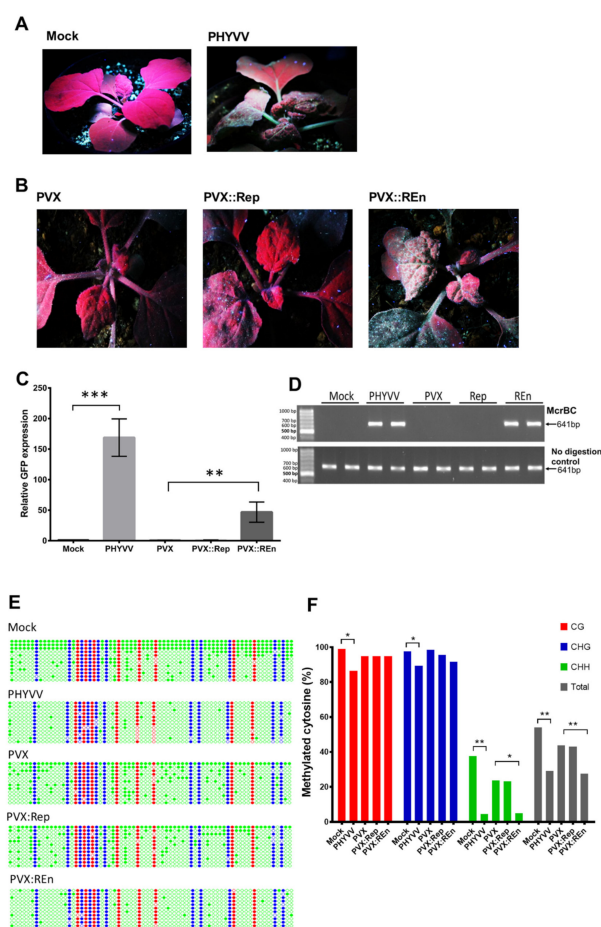 A
Mock
PHYVV
B
PVX
PVX::Rep
PVX::REn
C
Relative GFP expression
250
200
150
100
50
0
***
**
Mock
PHYVV
PVX
PVX::Rep
PVX::REn
D
Mock
PHYVV
PVX
Rep
REn
1000 bp
700 bp
600 bp
500 bp
400 bp
McrBC
641bp
1000 bp
700 bp
600 bp
500 bp
400 bp
No digestion
control
641bp
E
Mock
PHYVV
PVX
PVX:Rep
PVX:REn
F
CG
CHG
CHH
Total
Methylated cytosine (%)
100
80
60
40
20
0
*
*
**
*
**
**
Mock
PHYVV
PVX
PVX:Rep
PVX:REn
Mock
PHYVV
PVX
PVX:Rep
PVX:REn
Mock
PHYVV
PVX
PVX:Rep
PVX:REn
Mock
PHYVV
PVX
PVX:Rep
PVX:REn